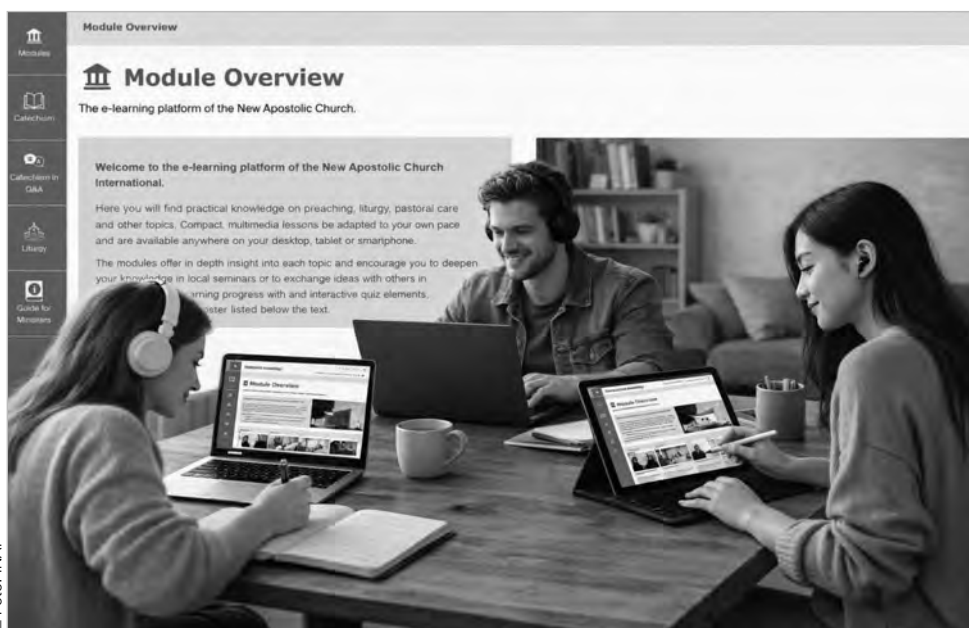 Module Overview
Modules
Catechism
Catechism in
Q&A
Liturgy
Guide for
Ministers
Module Overview
The e-learning platform of the New Apostolic Church.
Welcome to the e-learning platform of the New Apostolic Church
International.
Here you will find practical knowledge on preaching, liturgy, pastoral care
and other topics. Compact, multimedia lessons be adapted to your own pace
and are available anywhere on your desktop, tablet or smartphone.
The modules offer in depth insight into each topic and encourage you to deepen
your knowledge in local seminars or to exchange ideas with others in
progress with and interactive quiz elements.
listed below the text.
Module Overview
Module Overview